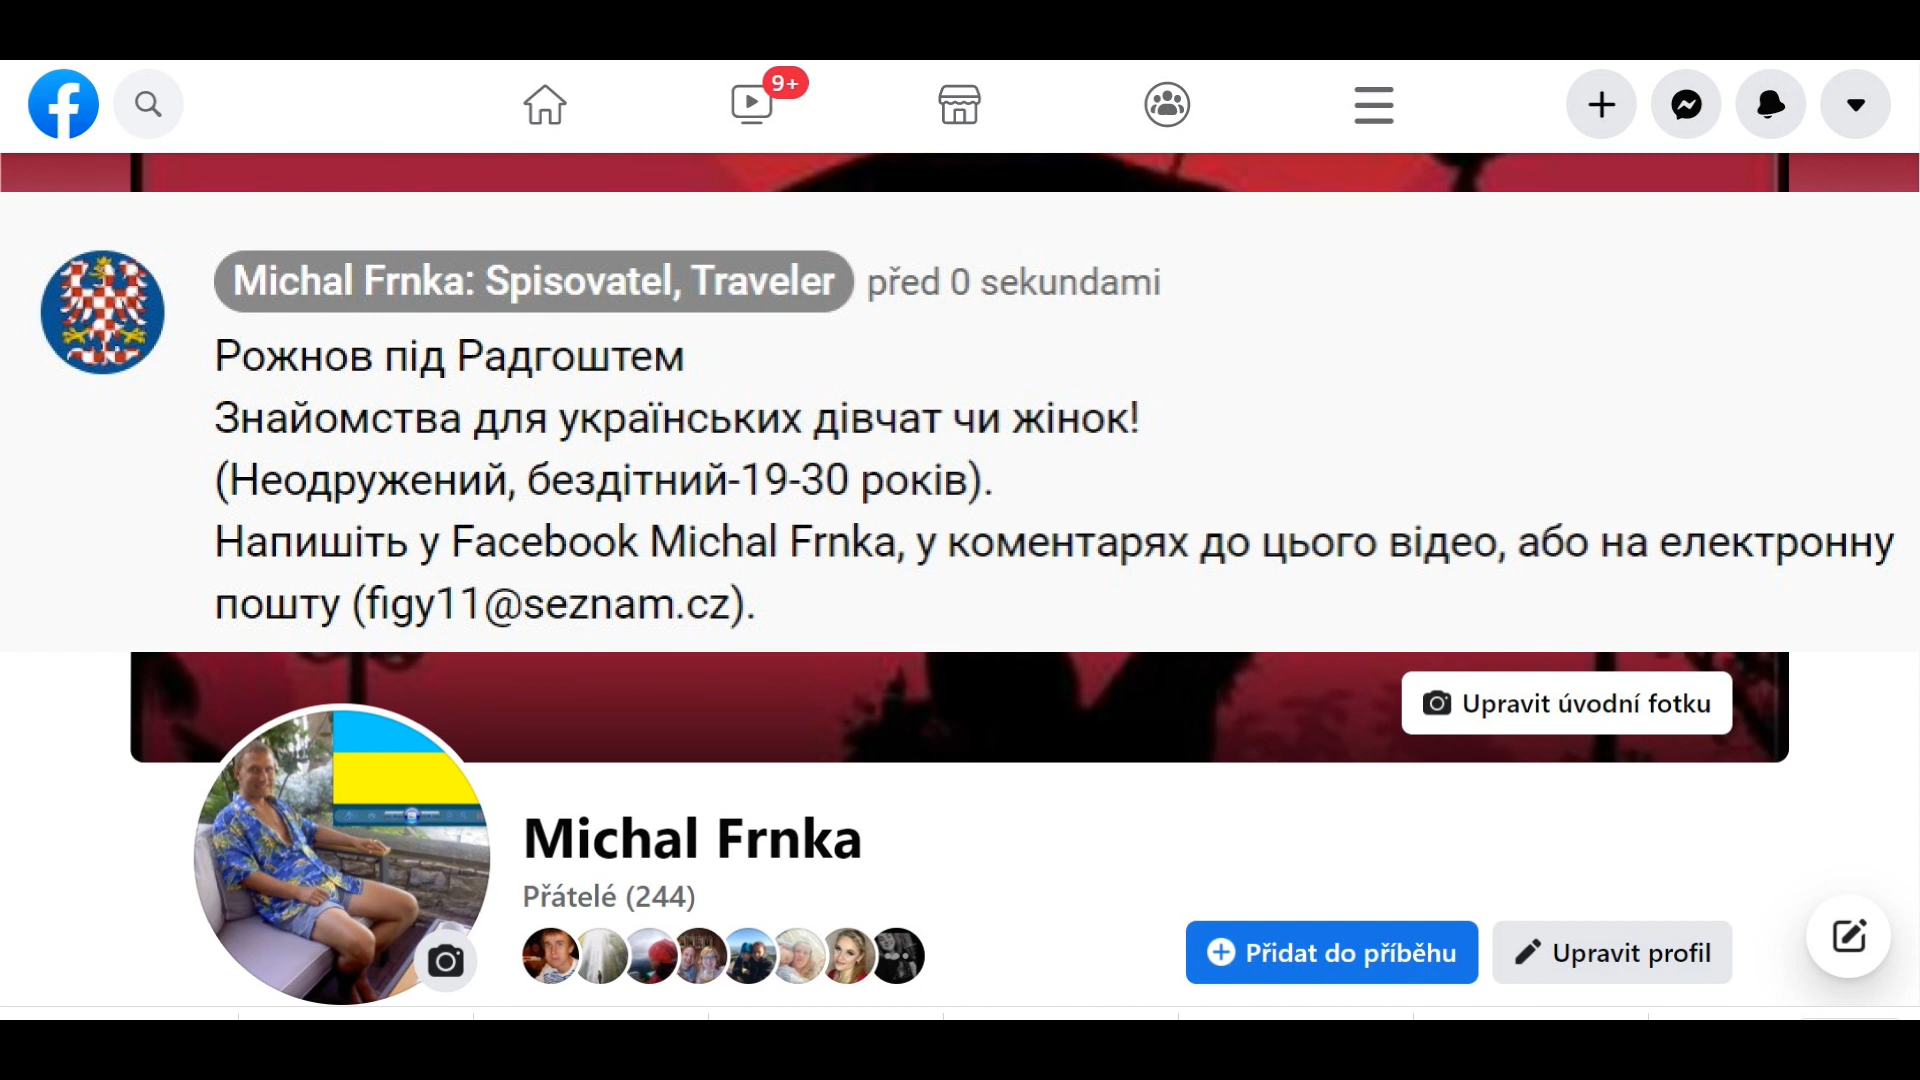 9+
Michal Frnka: Spisovatel, Traveler před 0 sekundami
Рожнов під Радгоштем
Знайомства для українських дівчат чи жінок!
(Неодружений, бездітний-19-30 років).
Напишіть у Facebook Michal Frnka, у коментарях до цього відео, або на електронну
пошту (figy11@seznam.cz).
Upravit úvodní fotku
Michal Frnka
Přátelé (244)
Přidat do příběhu
Upravit profil